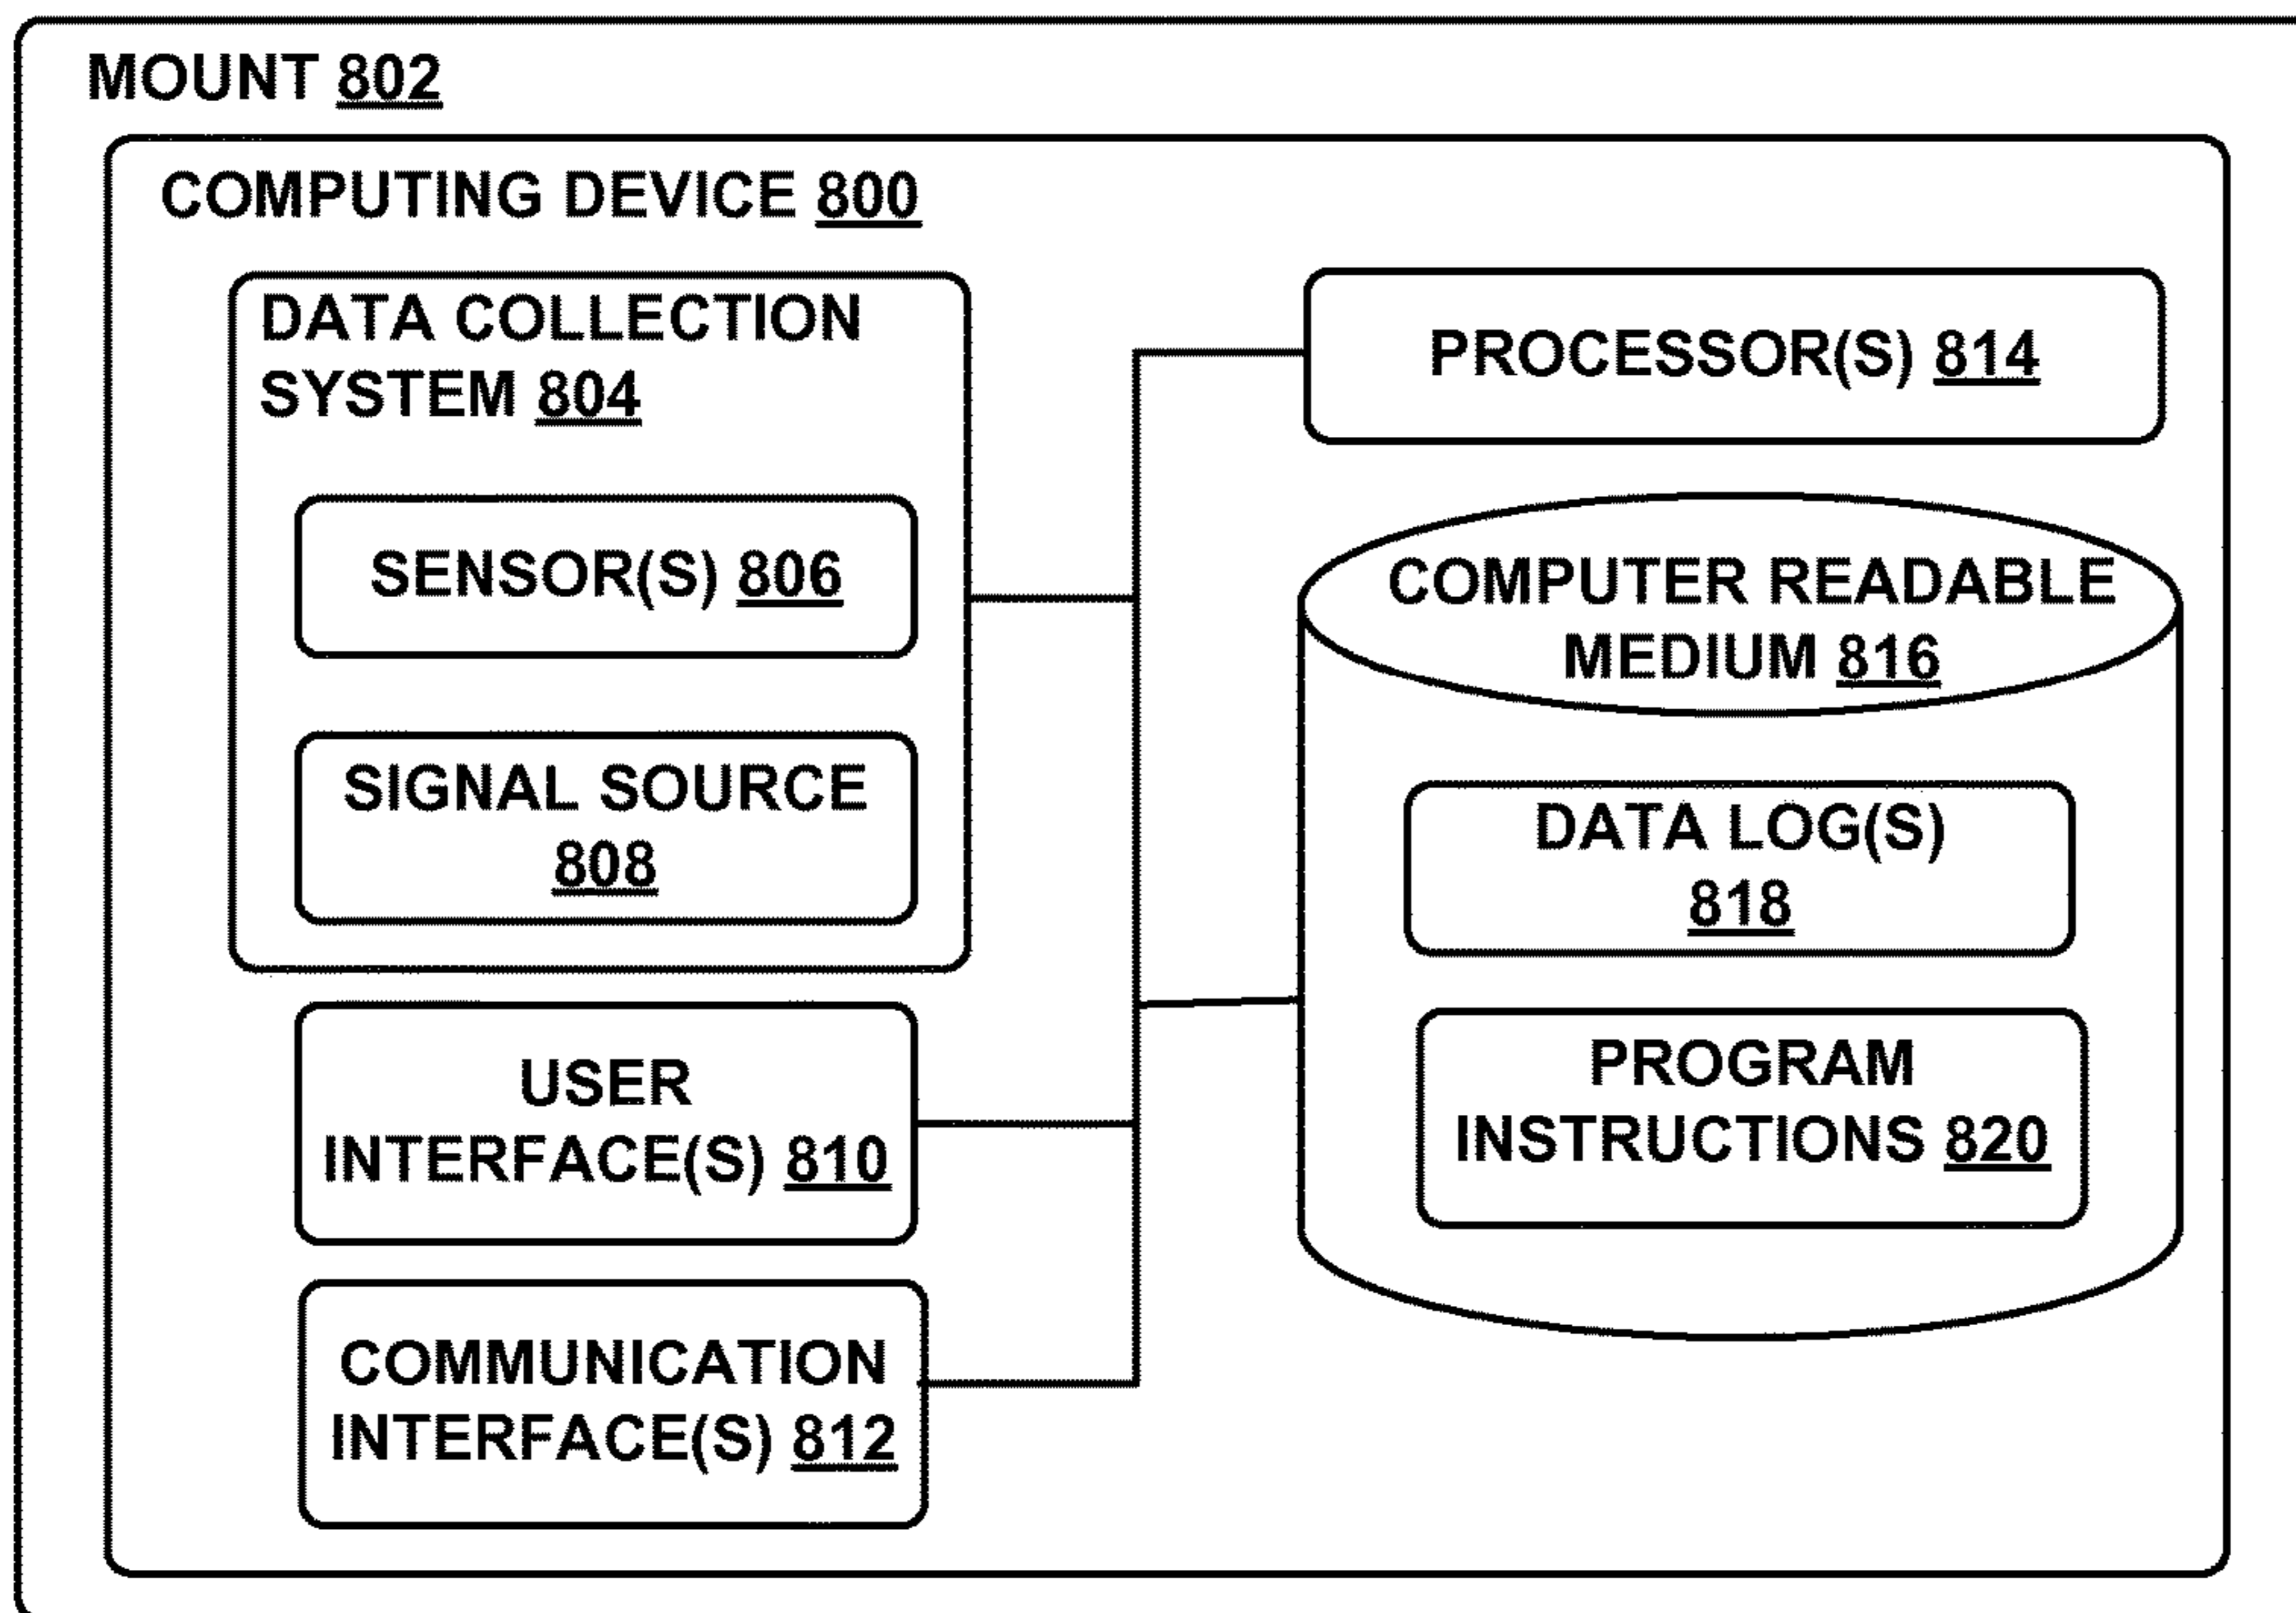 MOUNT 802
COMPUTING DEVICE 800
DATA COLLECTION
SYSTEM 804
SENSOR(S) 806
SIGNAL SOURCE
808
USER
INTERFACE(S) 810
COMMUNICATION
INTERFACE(S) 812
PROCESSOR(S) 814
COMPUTER READABLE
MEDIUM 816
DATA LOG(S)
818
PROGRAM
INSTRUCTIONS 820